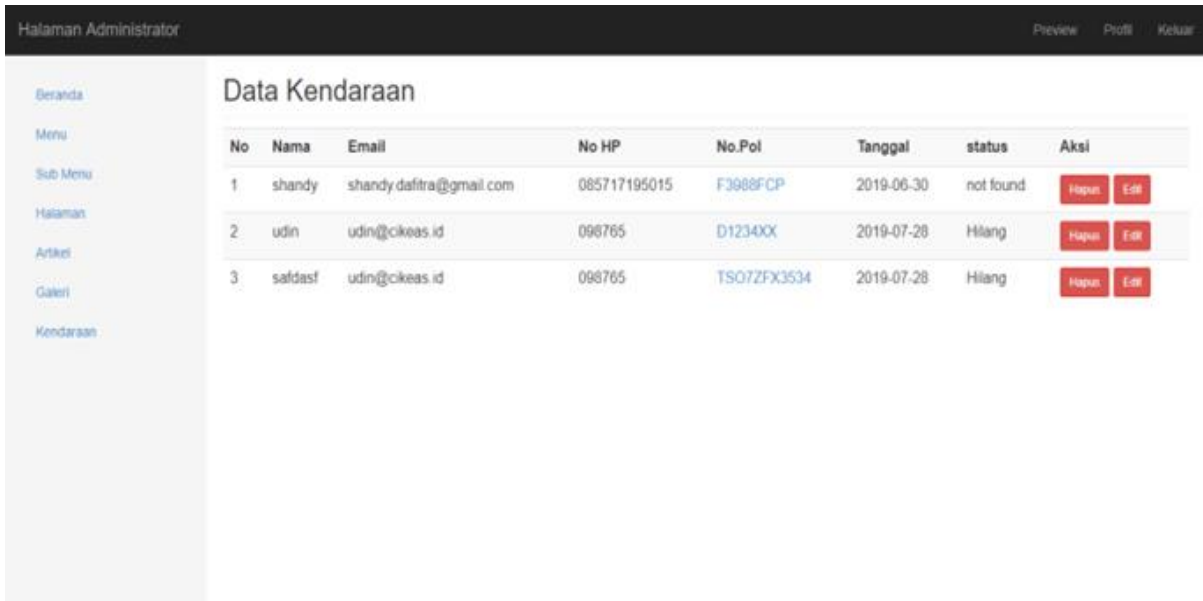 Halaman Administrator Preview Profil Keluar
Beranda
Menu
Sub Menu
Halaman
Artikel
Galeri
Kendaraan
Data Kendaraan
No Nama Email No HP No.Pol Tanggal status Aksi
1 shandy shandy.dafitra@gmail.com 085717195015 F3988FCP 2019-06-30 not found Hapus Edit
2 udin udin@cikeas.id 098765 D1234XX 2019-07-28 Hilang Hapus Edit
3 safdasf udin@cikeas.id 098765 TSO7ZFX3534 2019-07-28 Hilang Hapus Edit